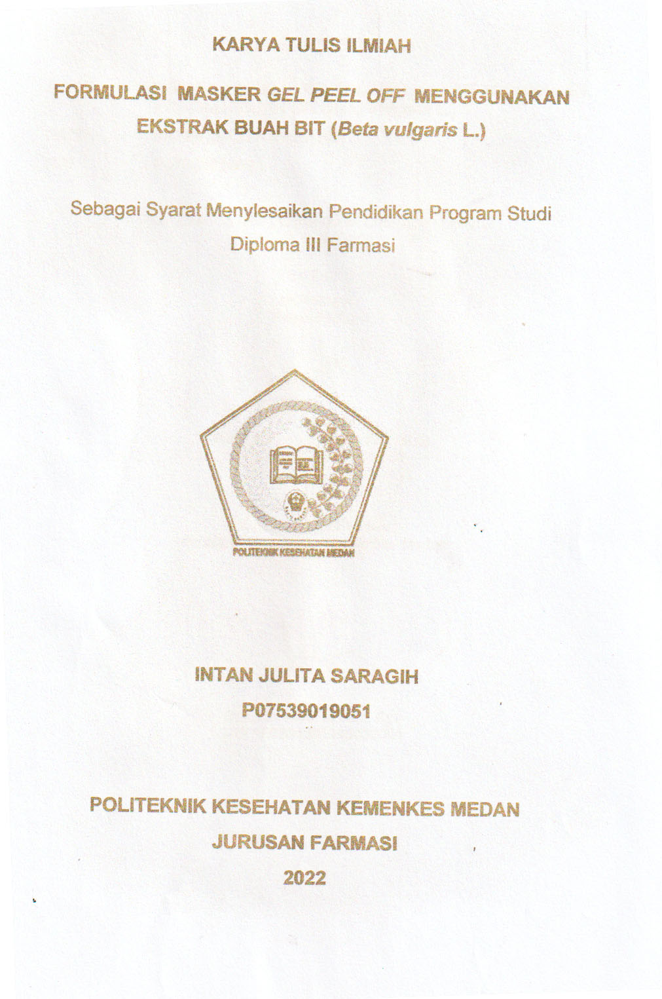 KARYA TULIS ILMIAH
FORMULASI MASKER GEL PEEL OFF MENGGUNAKAN
EKSTRAK BUAH BIT (Beta vulgaris L.)
Sebagai Syarat Menylesaikan Pendidikan Program Studi
Diploma III Farmasi
POLITEKNIK KESEHATAN MEDAN
INTAN JULITA SARAGIH
P07539019051
POLITEKNIK KESEHATAN KEMENKES MEDAN
JURUSAN FARMASI
2022